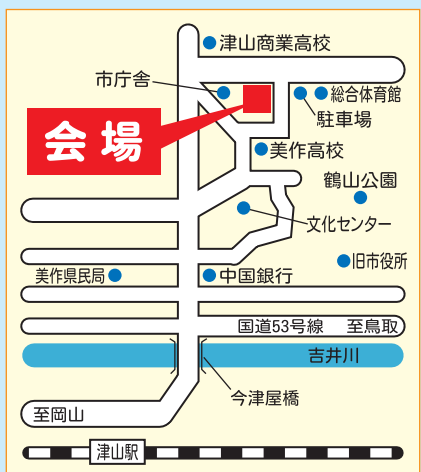 津山商業高校
市庁舎
総合体育館
駐車場
会場
美作高校
鶴山公園
文化センター
旧市役所
美作県民局
中国銀行
国道53号線 至鳥取
吉井川
今津屋橋
至岡山
津山駅